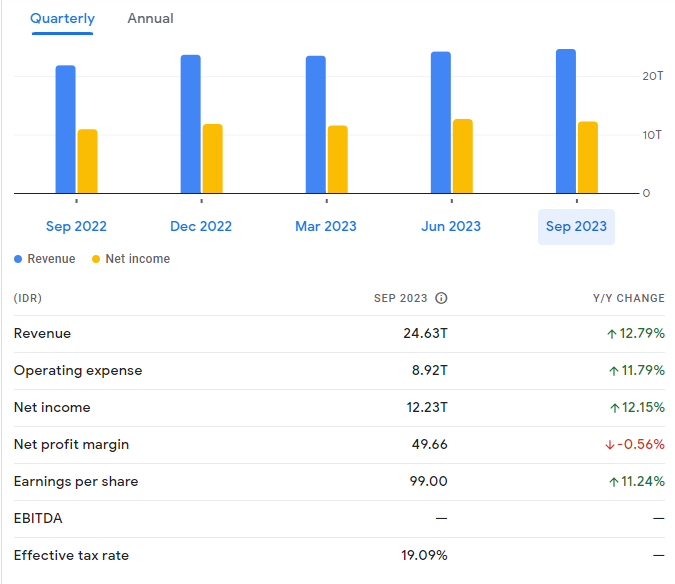 Quarterly Annual
20T
10T
0
Sep 2022 Dec 2022 Mar 2023 Jun 2023 Sep 2023
Revenue Net income
(IDR) SEP 2023 Y/Y CHANGE
Revenue 24.63T ↑12.79%
Operating expense 8.92T ↑11.79%
Net income 12.23T ↑12.15%
Net profit margin 49.66 ↓-0.56%
Earnings per share 99.00 ↑11.24%
EBITDA — —
Effective tax rate 19.09% —